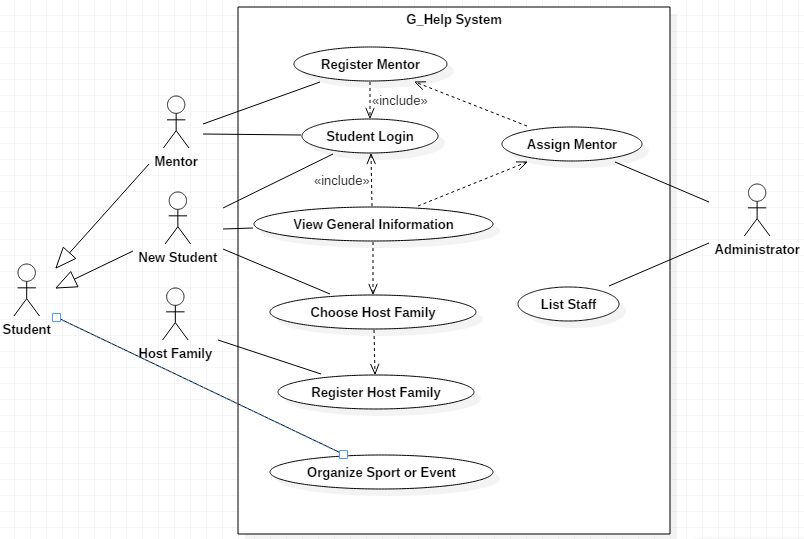 G_Help System
Register Mentor
«include»
Mentor
Student Login
Assign Mentor
«include»
New Student
View General Iniformation
Administrator
Student
Choose Host Family
List Staff
Host Family
Register Host Family
Organize Sport or Event